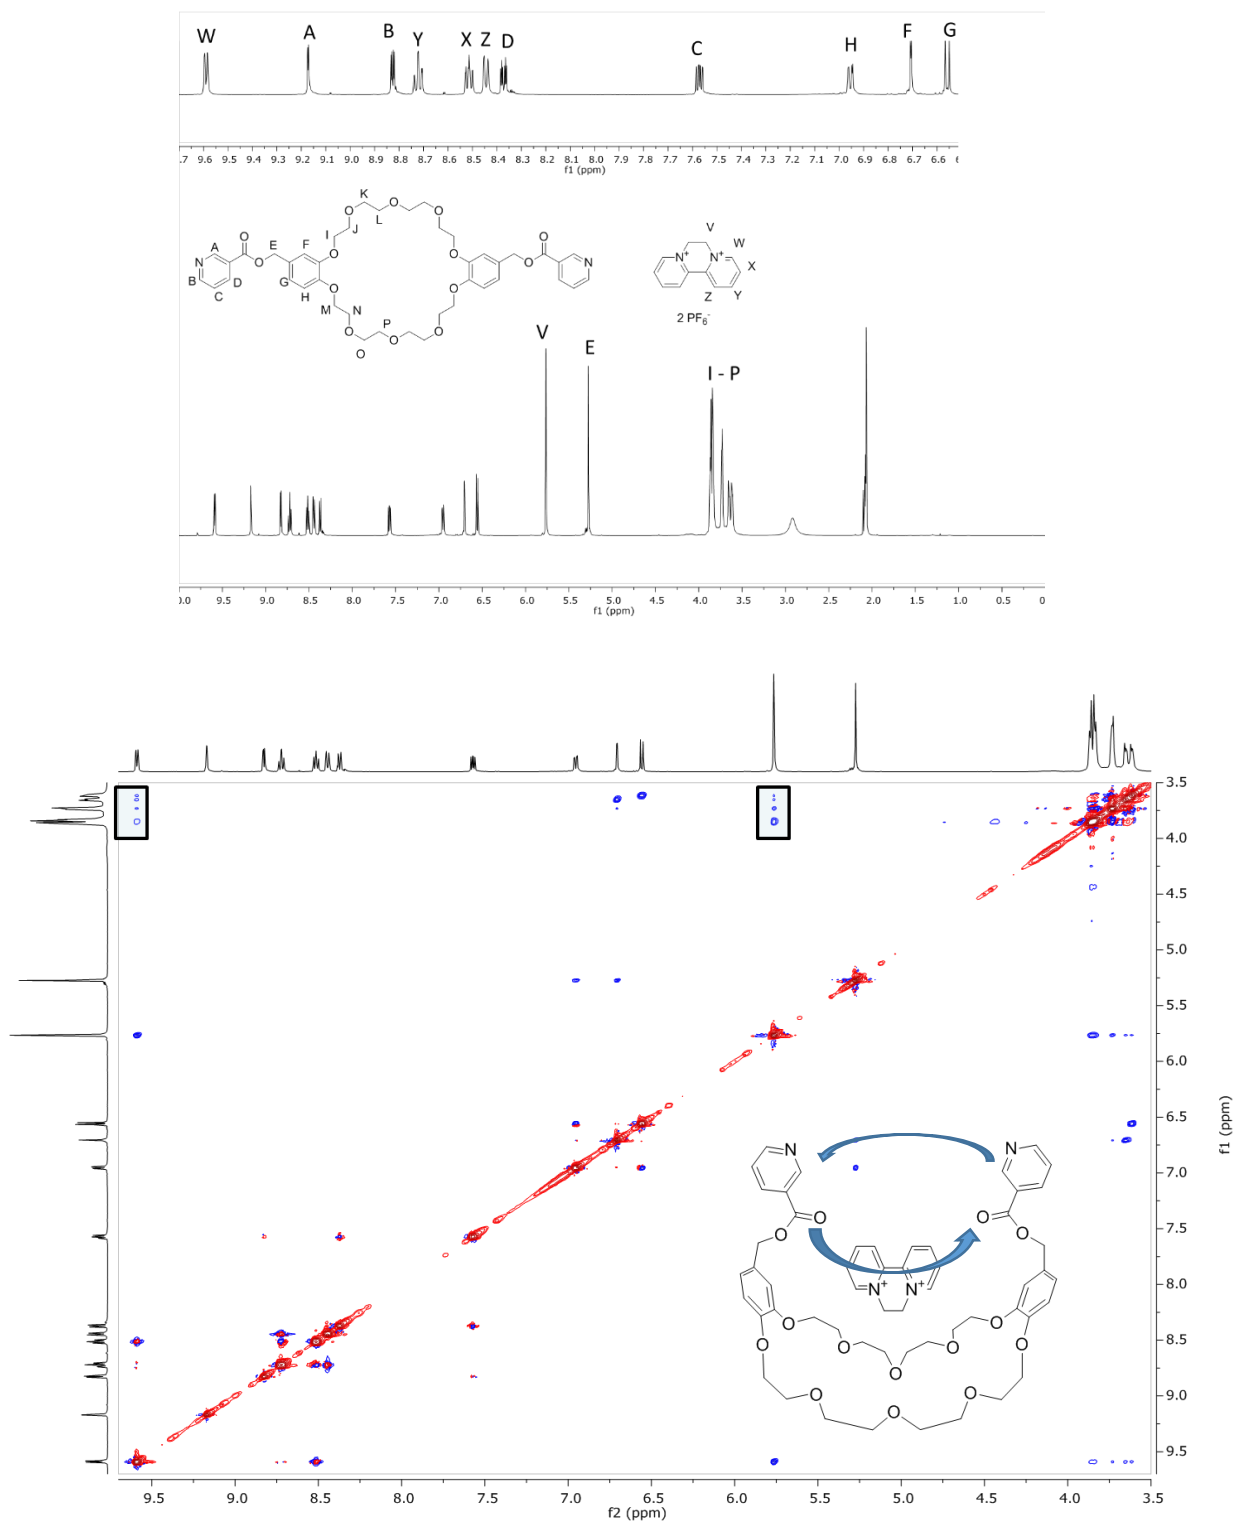 W A B Y X Z D C H F G
.7 9.6 9.5 9.4 9.3 9.2 9.1 9.0 8.9 8.8 8.7 8.6 8.5 8.4 8.3 8.2 8.1 8.0 7.9 7.8 7.7 7.6 7.5 7.4 7.3 7.2 7.1 7.0 6.9 6.8 6.7 6.6
f1 (ppm)
K
O O O
L
I J
A O E F O O O N
N O O
B D G O O
C H
M N
O O
P
O
O
V
W
N⁺ N⁺
X
Z Y
2 PF₆⁻
V E I - P
0.0 9.5 9.0 8.5 8.0 7.5 7.0 6.5 6.0 5.5 5.0 4.5 4.0 3.5 3.0 2.5 2.0 1.5 1.0 0.5 0
f1 (ppm)
3.5
4.0
4.5
5.0
5.5
6.0
6.5
7.0
7.5
8.0
8.5
9.0
9.5
f1 (ppm)
N N
O O
O O
N⁺ N⁺
O O
O O O O O
O O O
9.5 9.0 8.5 8.0 7.5 7.0 6.5 6.0 5.5 5.0 4.5 4.0 3.5
f2 (ppm)